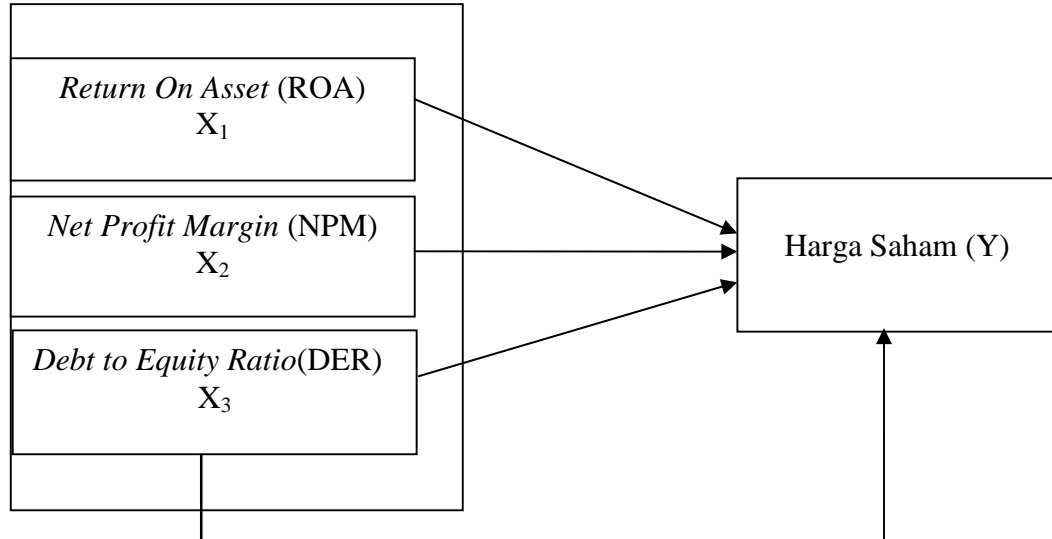 Return On Asset (ROA)
X₁
Net Profit Margin (NPM)
X₂
Harga Saham (Y)
Debt to Equity Ratio(DER)
X₃